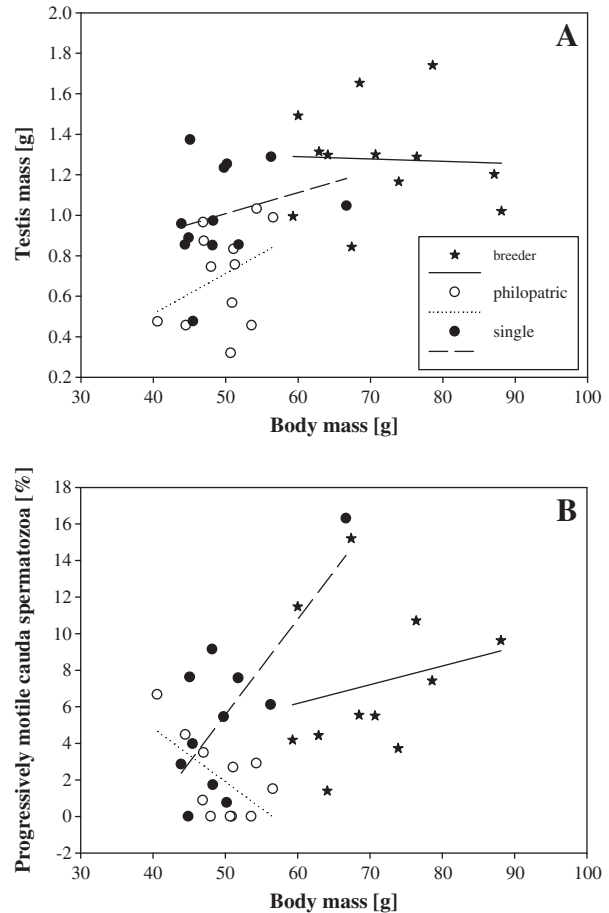 A
Testis mass [g]
1.8
1.6
1.4
1.2
1.0
0.8
0.6
0.4
0.2
breeder
philopatric
single
30 40 50 60 70 80 90 100
Body mass [g]
B
Progressively motile cauda spermatozoa [%]
18
16
14
12
10
8
6
4
2
0
-2
30 40 50 60 70 80 90 100
Body mass [g]